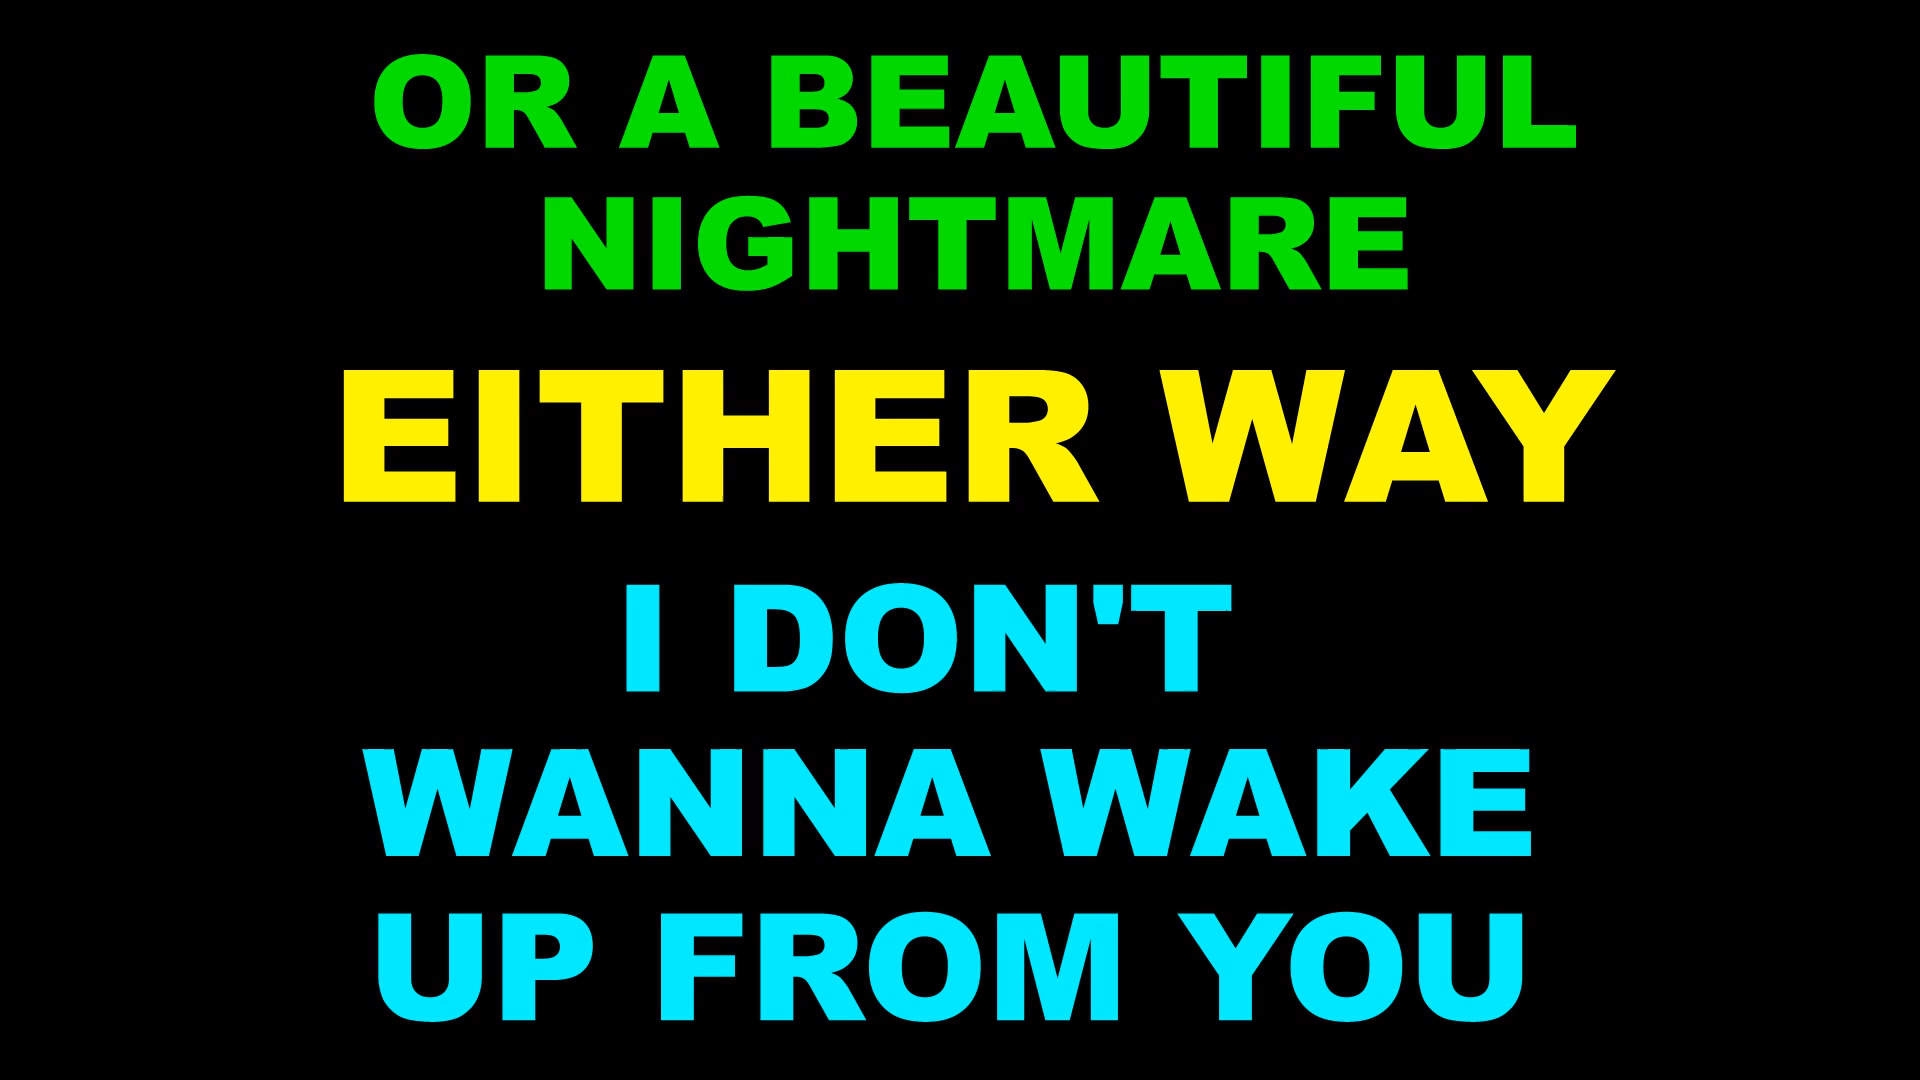 OR A BEAUTIFUL
NIGHTMARE
EITHER WAY
I DON'T
WANNA WAKE
UP FROM YOU